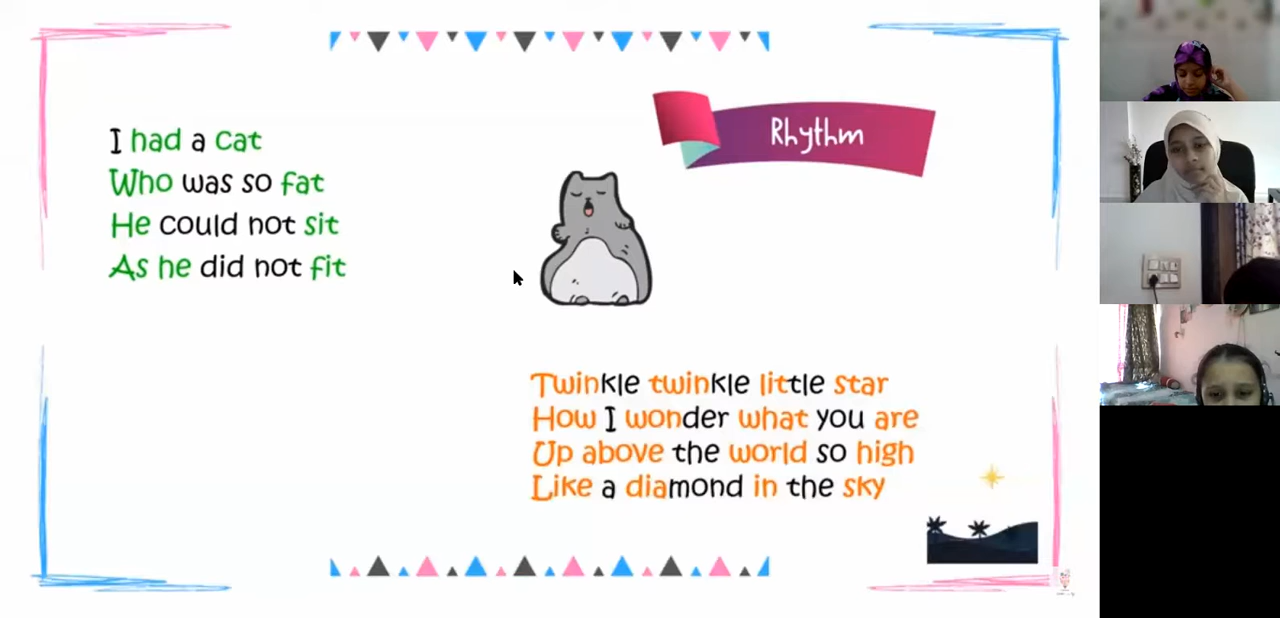 Rhythm
I had a cat
Who was so fat
He could not sit
As he did not fit
Twinkle twinkle little star
How I wonder what you are
Up above the world so high
Like a diamond in the sky